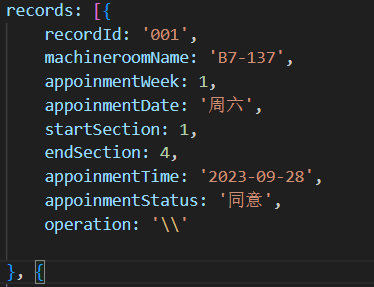 records: [{
recordId: '001',
machineroomName: 'B7-137',
appoinmentWeek: 1,
appoinmentDate: '周六',
startSection: 1,
endSection: 4,
appoinmentTime: '2023-09-28',
appoinmentStatus: '同意',
operation: '\\'
}, {